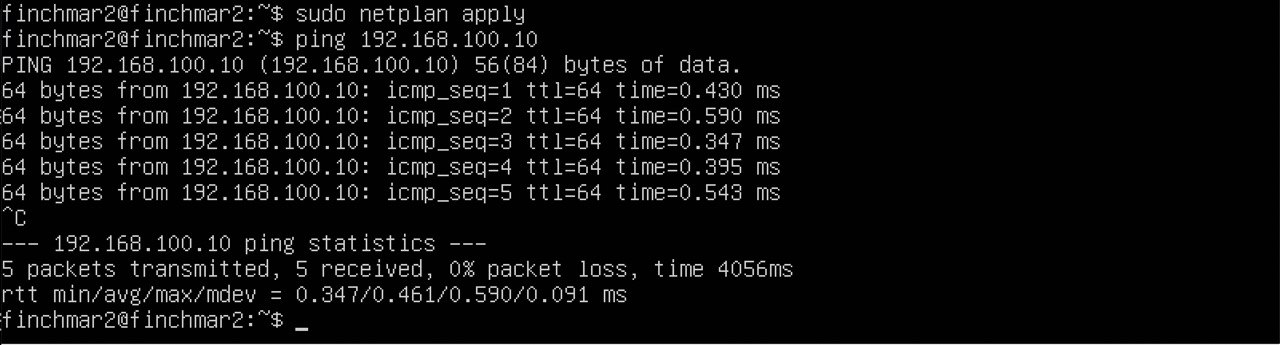 finchmar2@finchmar2:~$ sudo netplan apply
finchmar2@finchmar2:~$ ping 192.168.100.10
PING 192.168.100.10 (192.168.100.10) 56(84) bytes of data.
64 bytes from 192.168.100.10: icmp_seq=1 ttl=64 time=0.430 ms
64 bytes from 192.168.100.10: icmp_seq=2 ttl=64 time=0.590 ms
64 bytes from 192.168.100.10: icmp_seq=3 ttl=64 time=0.347 ms
64 bytes from 192.168.100.10: icmp_seq=4 ttl=64 time=0.395 ms
64 bytes from 192.168.100.10: icmp_seq=5 ttl=64 time=0.543 ms
^C
--- 192.168.100.10 ping statistics ---
5 packets transmitted, 5 received, 0% packet loss, time 4056ms
rtt min/avg/max/mdev = 0.347/0.461/0.590/0.091 ms
finchmar2@finchmar2:~$ _